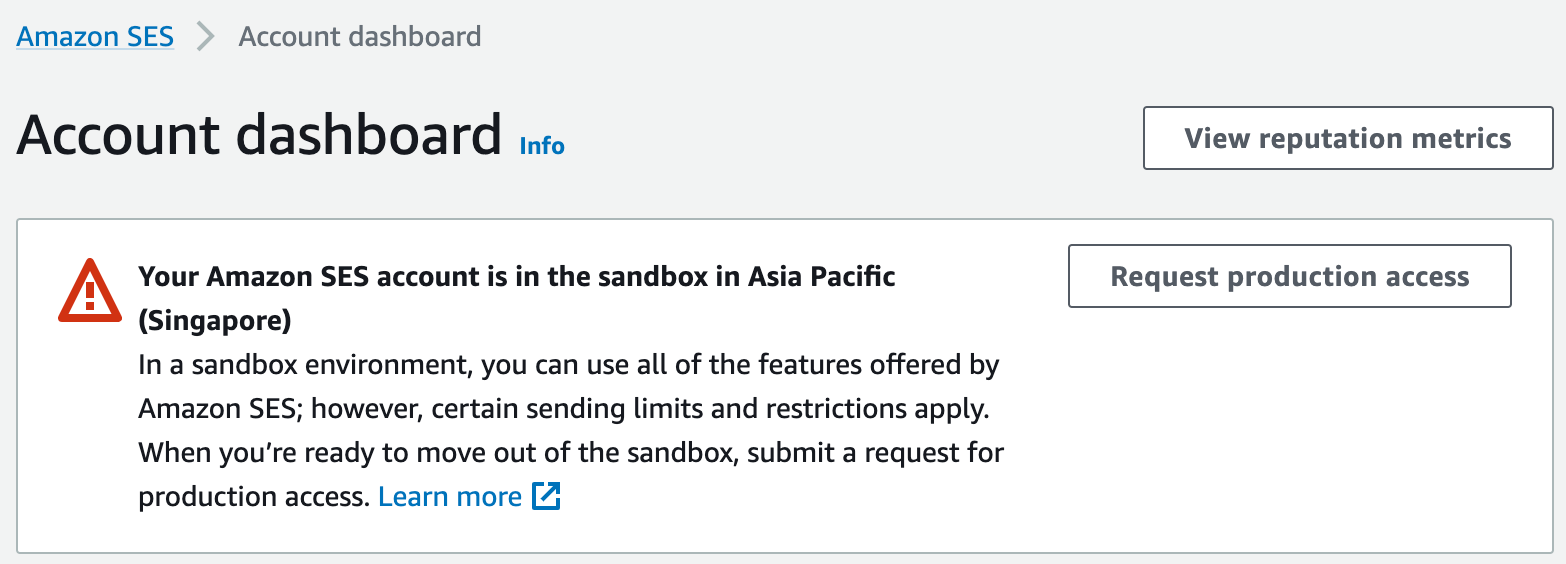 Amazon SES > Account dashboard
Account dashboard Info
View reputation metrics
Your Amazon SES account is in the sandbox in Asia Pacific
(Singapore)
Request production access
In a sandbox environment, you can use all of the features offered by
Amazon SES; however, certain sending limits and restrictions apply.
When you’re ready to move out of the sandbox, submit a request for
production access. Learn more